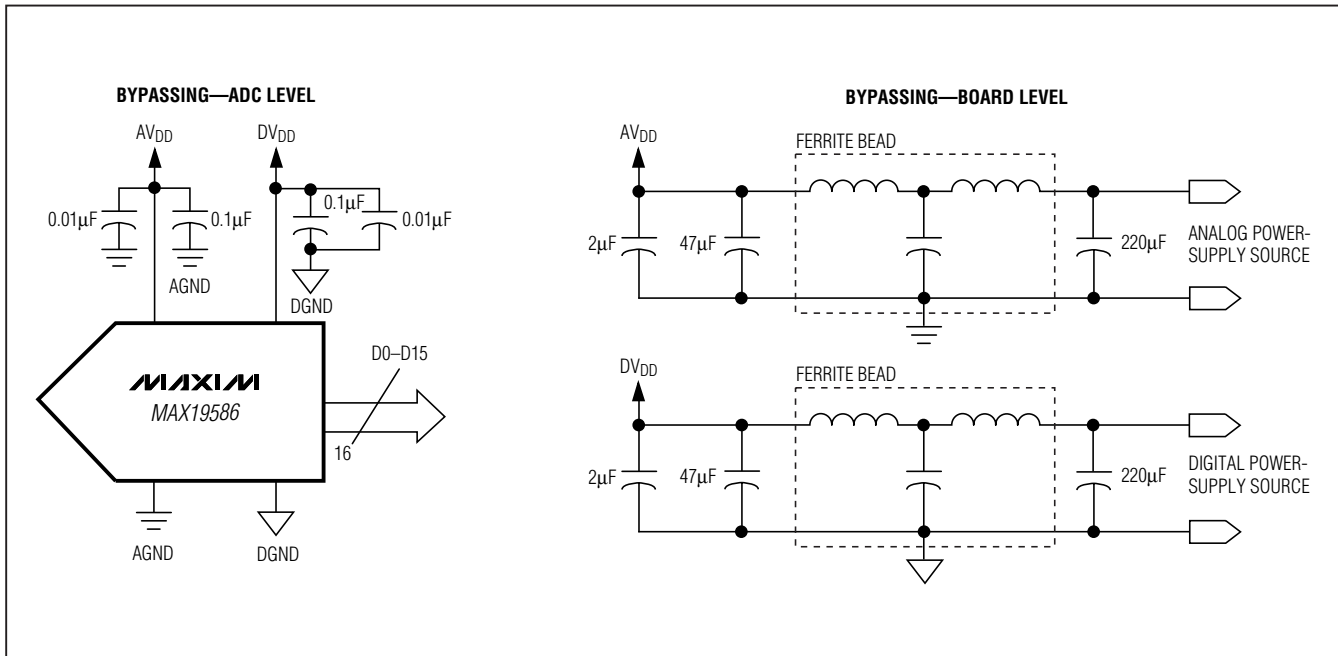 BYPASSING—ADC LEVEL
AVDD
DVDD
0.01μF
0.1μF
0.1μF
0.01μF
AGND
DGND
D0–D15
MAXIM
MAX19586
16
AGND
DGND
BYPASSING—BOARD LEVEL
AVDD
FERRITE BEAD
2μF
47μF
220μF
ANALOG POWER-
SUPPLY SOURCE
DVDD
FERRITE BEAD
2μF
47μF
220μF
DIGITAL POWER-
SUPPLY SOURCE